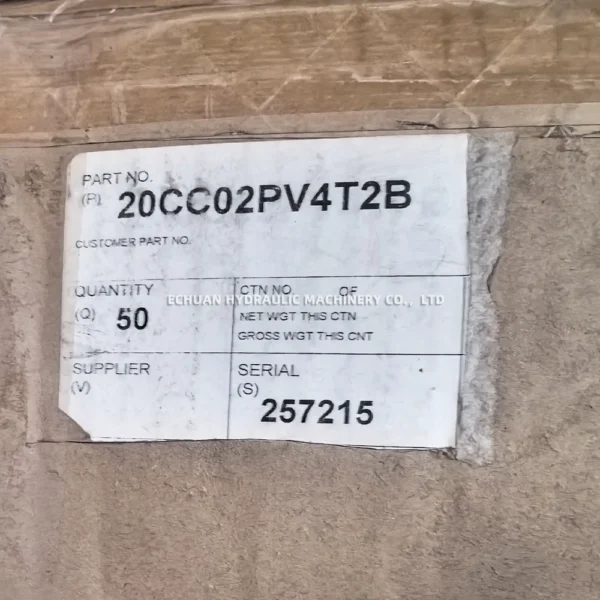 PART NO.
(P) 20CC02PV4T2B
CUSTOMER PART NO.
QUANTITY
(Q) 50
CTN NO. OF
ECHUAN HYDRAULIC MACHINERY CO., LTD
NET WGT THIS CTN
GROSS WGT THIS CNT
SUPPLIER
(V)
SERIAL
(S)
257215